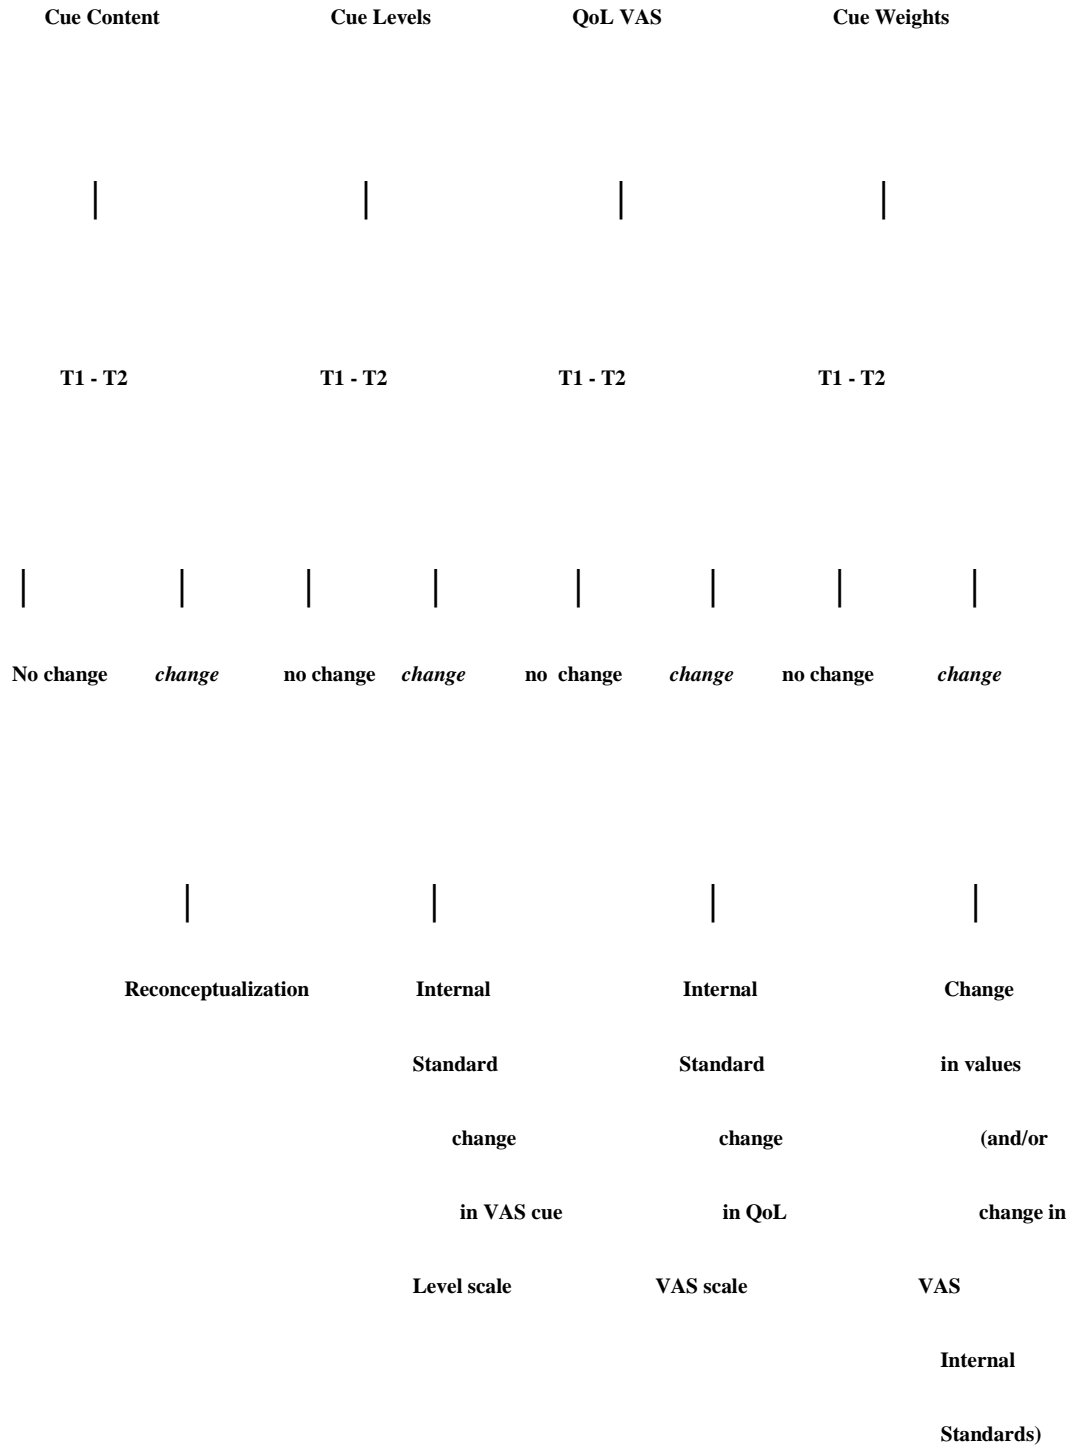 Cue Content Cue Levels QoL VAS Cue Weights
T1 - T2 T1 - T2 T1 - T2 T1 - T2
No change change no change change no change change no change change
Reconceptualization Internal Internal Change
Standard Standard in values
change change (and/or
in VAS cue in QoL change in
Level scale VAS scale VAS
Internal
Standards)